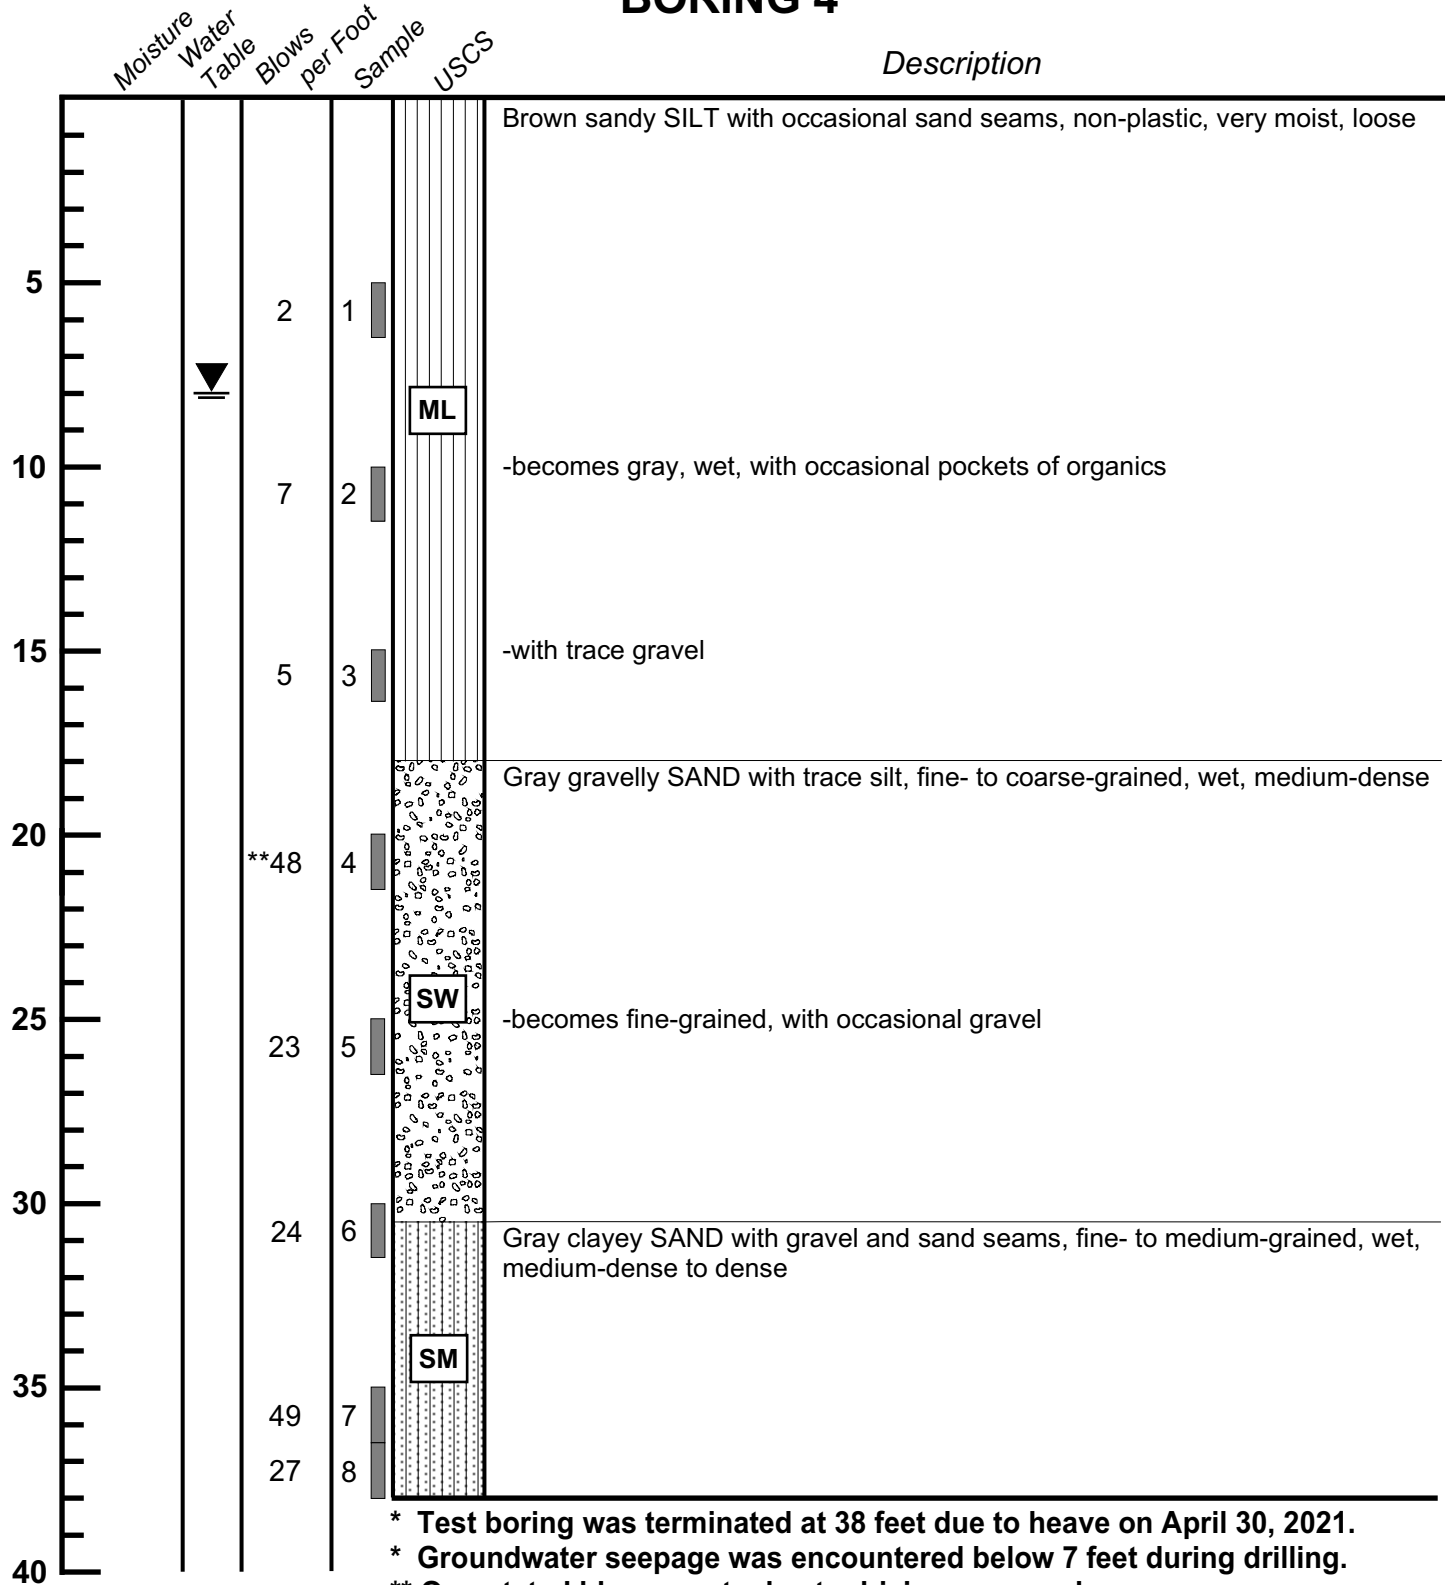 BORING 4
Moisture
Water
Table
Blows
per Foot
Sample
USCS
Description
Brown sandy SILT with occasional sand seams, non-plastic, very moist, loose
5
2 1
ML
10
7 2
-becomes gray, wet, with occasional pockets of organics
15
5 3
-with trace gravel
Gray gravelly SAND with trace silt, fine- to coarse-grained, wet, medium-dense
20
**48 4
SW
25
23 5
-becomes fine-grained, with occasional gravel
30
24 6
Gray clayey SAND with gravel and sand seams, fine- to medium-grained, wet,
medium-dense to dense
SM
35
49 7
27 8
* Test boring was terminated at 38 feet due to heave on April 30, 2021.
* Groundwater seepage was encountered below 7 feet during drilling.
40
**